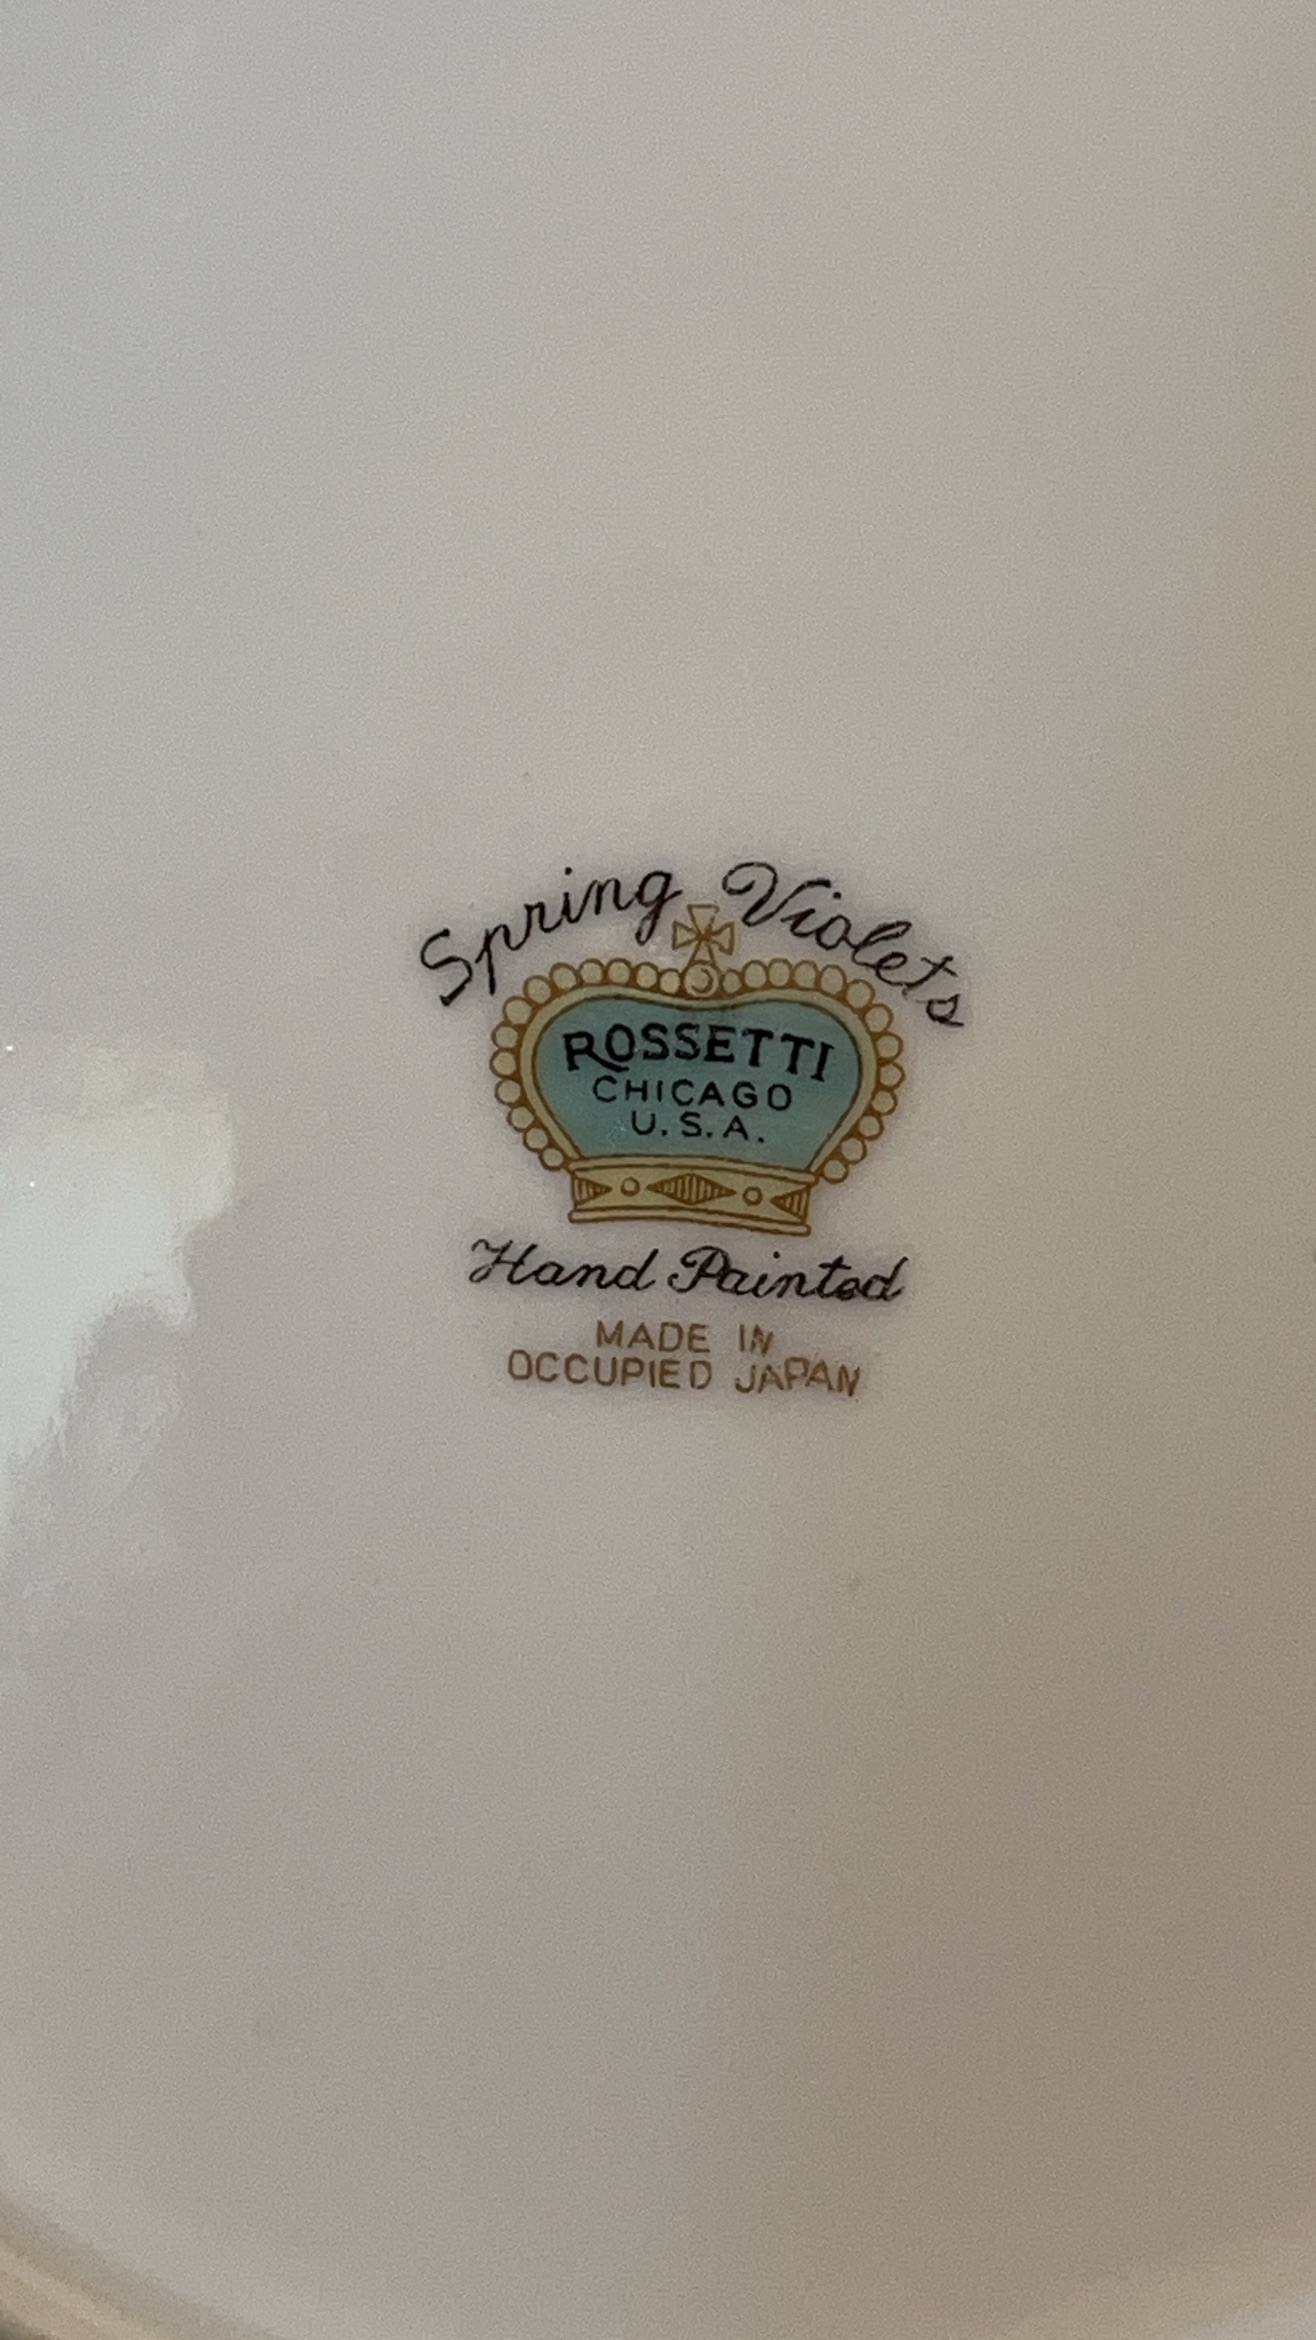 Spring Violets
ROSSETTI
CHICAGO
U.S.A.
Hand Painted
MADE IN
OCCUPIED JAPAN